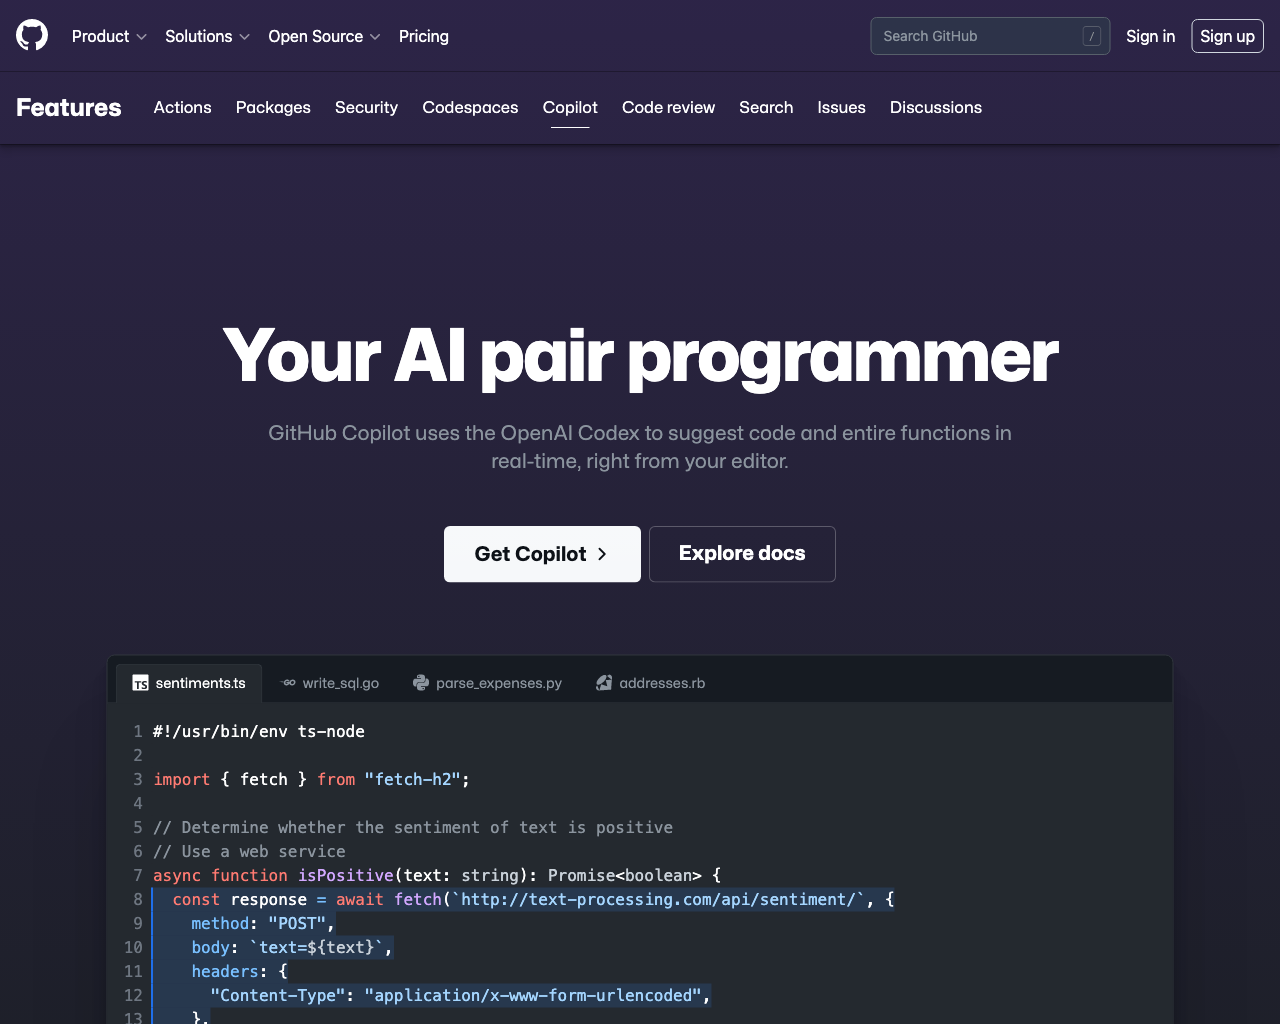 Product Solutions Open Source Pricing Search GitHub / Sign in Sign up
Features Actions Packages Security Codespaces Copilot Code review Search Issues Discussions
Your AI pair programmer
GitHub Copilot uses the OpenAI Codex to suggest code and entire functions in
real-time, right from your editor.
Get Copilot Explore docs
TS sentiments.ts GO write_sql.go parse_expenses.py addresses.rb
1 #!/usr/bin/env ts-node
2
3 import { fetch } from "fetch-h2";
4
5 // Determine whether the sentiment of text is positive
6 // Use a web service
7 async function isPositive(text: string): Promise<boolean> {
8 const response = await fetch(`http://text-processing.com/api/sentiment/`, {
9 method: "POST",
10 body: `text=${text}`,
11 headers: {
12 "Content-Type": "application/x-www-form-urlencoded",
13 },